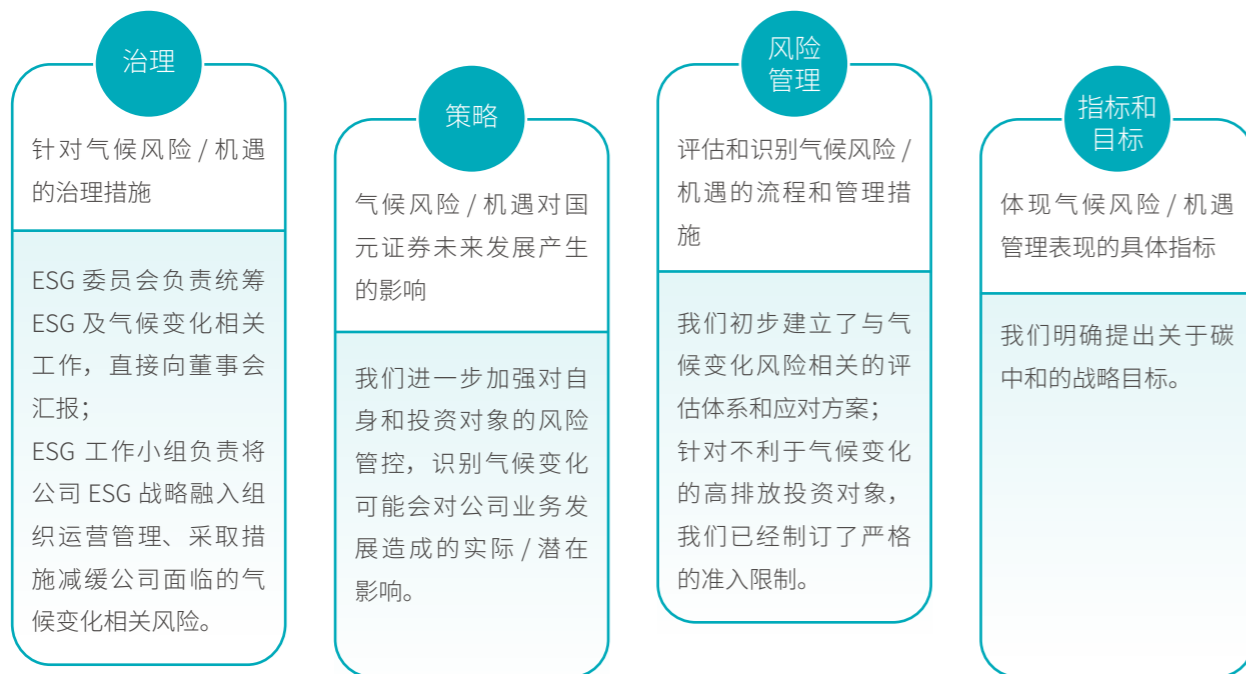 治理
针对气候风险 / 机遇
的治理措施
ESG 委员会负责统筹
ESG 及气候变化相关
工作，直接向董事会
汇报；
ESG 工作小组负责将
公司 ESG 战略融入组
织运营管理、采取措
施减缓公司面临的气
候变化相关风险。
策略
气候风险 / 机遇对国
元证券未来发展产生
的影响
我们进一步加强对自
身和投资对象的风险
管控，识别气候变化
可能会对公司业务发
展造成的实际 / 潜在
影响。
风险
管理
评估和识别气候风险 /
机遇的流程和管理措
施
我们初步建立了与气
候变化风险相关的评
估体系和应对方案；
针对不利于气候变化
的高排放投资对象，
我们已经制订了严格
的准入限制。
指标和
目标
体现气候风险 / 机遇
管理表现的具体指标
我们明确提出关于碳
中和的战略目标。